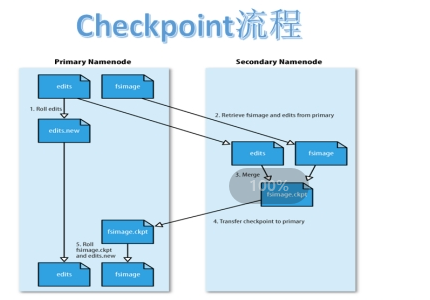 Checkpoint流程
Primary Namenode
Secondary Namenode
edits
fsimage
1. Roll edits
2. Retrieve fsimage and edits from primary
edits.new
edits
fsimage
3. Merge
100%
fsimage.ckpt
4. Transfer checkpoint to primary
fsimage.ckpt
5. Roll
fsimage.ckpt
and edits.new
edits
fsimage